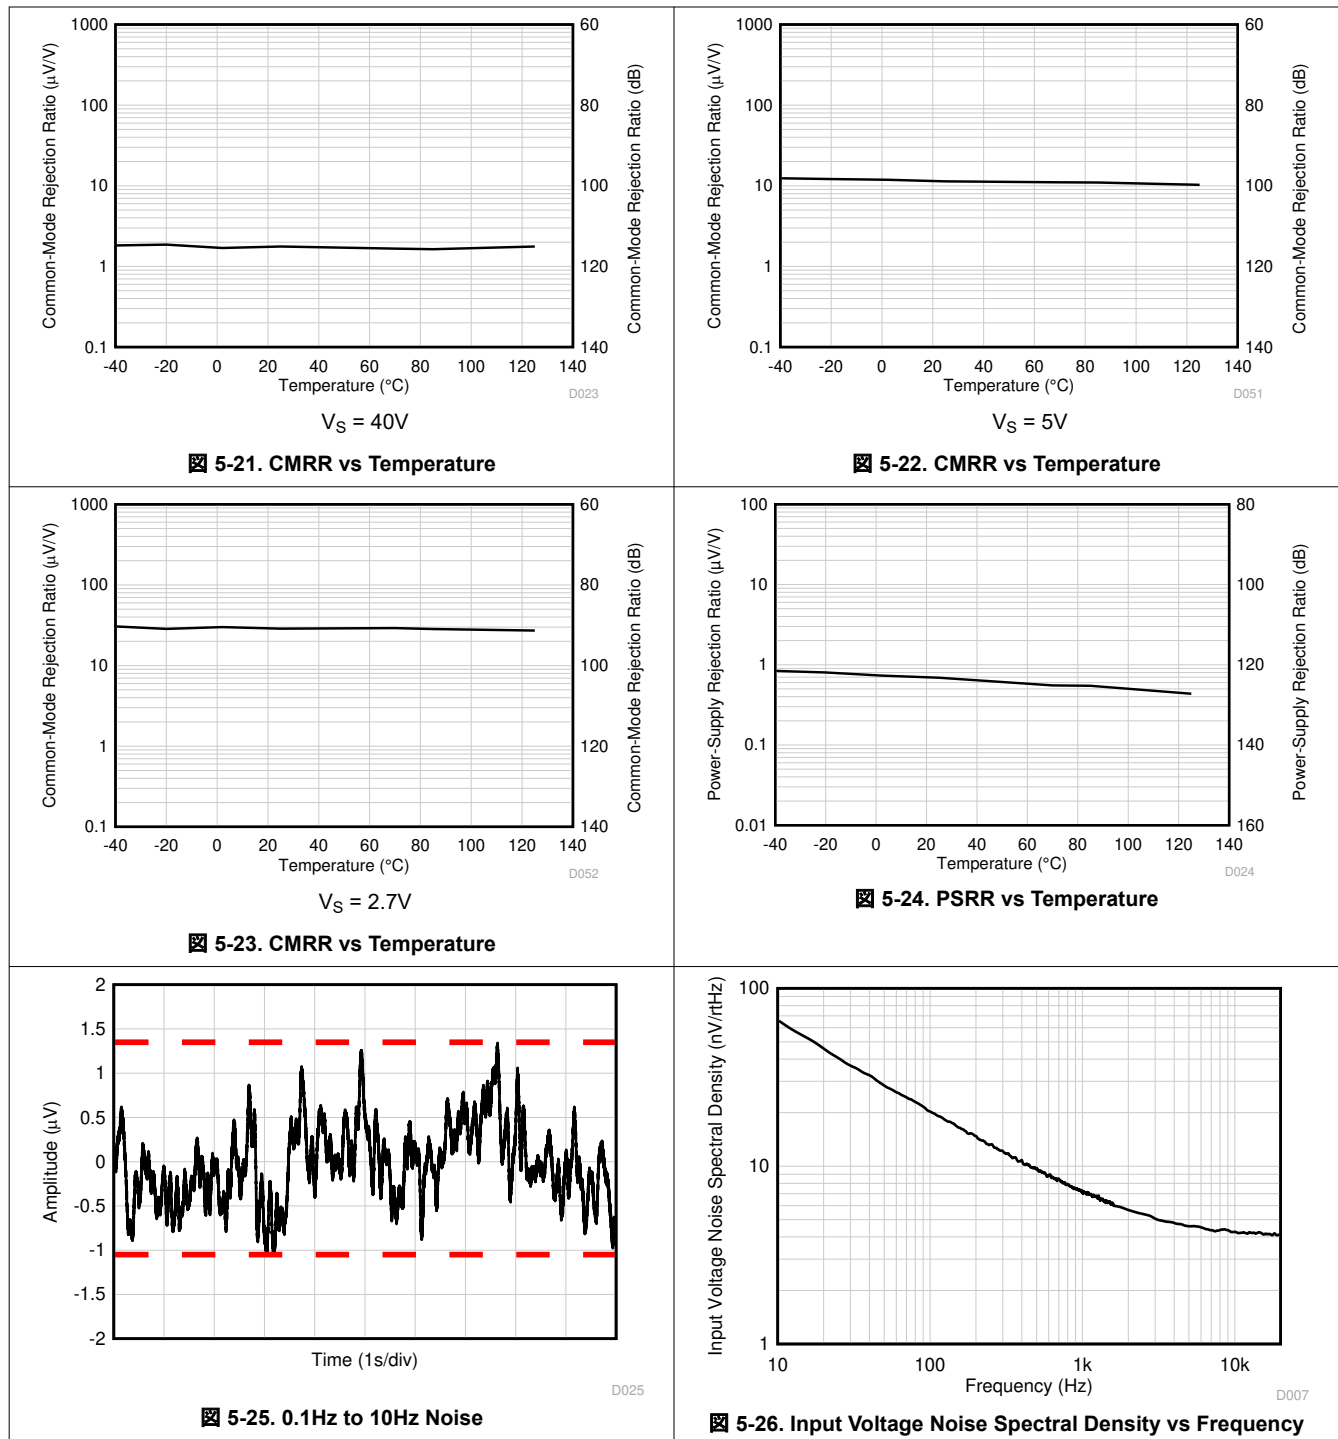 1000
100
10
1
0.1
60
80
100
120
140
-40 -20 0 20 40 60 80 100 120 140
Common-Mode Rejection Ratio (µV/V)
Common-Mode Rejection Ratio (dB)
Temperature (°C)
D023
VS = 40V
図 5-21. CMRR vs Temperature
1000
100
10
1
0.1
60
80
100
120
140
-40 -20 0 20 40 60 80 100 120 140
Common-Mode Rejection Ratio (µV/V)
Common-Mode Rejection Ratio (dB)
Temperature (°C)
D051
VS = 5V
図 5-22. CMRR vs Temperature
1000
100
10
1
0.1
60
80
100
120
140
-40 -20 0 20 40 60 80 100 120 140
Common-Mode Rejection Ratio (µV/V)
Common-Mode Rejection Ratio (dB)
Temperature (°C)
D052
VS = 2.7V
図 5-23. CMRR vs Temperature
100
10
1
0.1
0.01
80
100
120
140
160
-40 -20 0 20 40 60 80 100 120 140
Power-Supply Rejection Ratio (µV/V)
Power-Supply Rejection Ratio (dB)
Temperature (°C)
D024
図 5-24. PSRR vs Temperature
2
1.5
1
0.5
0
-0.5
-1
-1.5
-2
Amplitude (µV)
Time (1s/div)
D025
図 5-25. 0.1Hz to 10Hz Noise
100
10
1
10 100 1k 10k
Input Voltage Noise Spectral Density (nV/rtHz)
Frequency (Hz)
D007
図 5-26. Input Voltage Noise Spectral Density vs Frequency